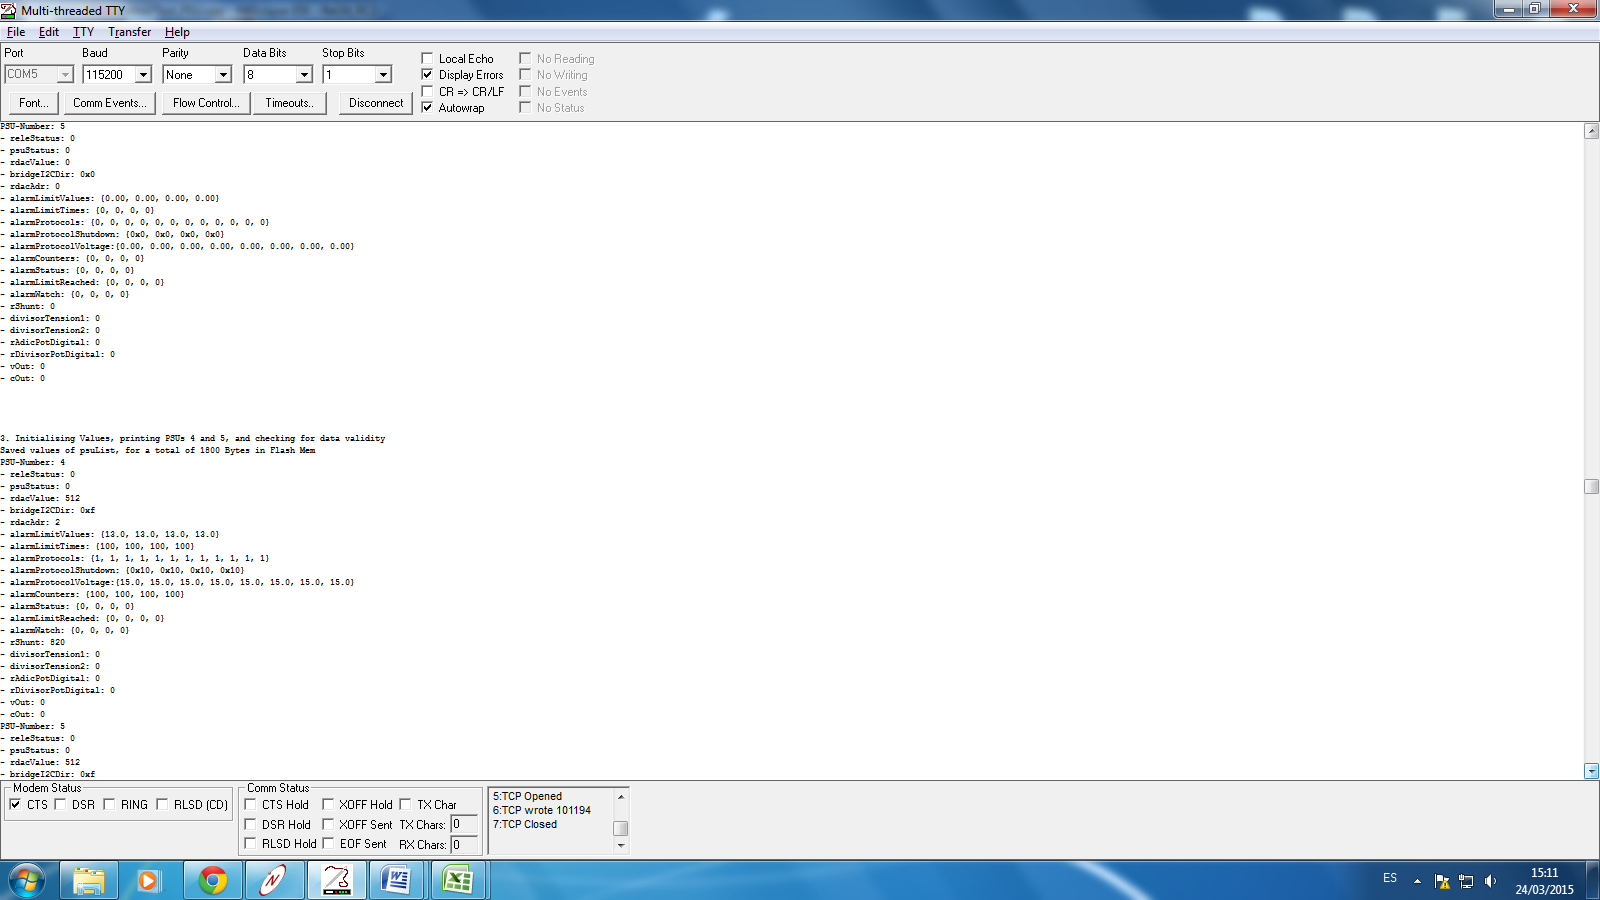 Multi-threaded TTY
File Edit TTY Transfer Help
Port Baud Parity Data Bits Stop Bits
COM5 115200 None 8 1
Font... Comm Events... Flow Control... Timeouts.. Disconnect
Local Echo No Reading
Display Errors No Writing
CR => CR/LF No Events
Autowrap No Status
PSU-Number: 5
- releStatus: 0
- psuStatus: 0
- rdacValue: 0
- bridgeI2CDir: 0x0
- rdacAdr: 0
- alarmLimitValues: {0.00, 0.00, 0.00, 0.00}
- alarmLimitTimes: {0, 0, 0, 0}
- alarmProtocols: {0, 0, 0, 0, 0, 0, 0, 0, 0, 0, 0, 0}
- alarmProtocolShutdown: {0x0, 0x0, 0x0, 0x0}
- alarmProtocolVoltage:{0.00, 0.00, 0.00, 0.00, 0.00, 0.00, 0.00, 0.00}
- alarmCounters: {0, 0, 0, 0}
- alarmStatus: {0, 0, 0, 0}
- alarmLimitReached: {0, 0, 0, 0}
- alarmWatch: {0, 0, 0, 0}
- rShunt: 0
- divisorTension1: 0
- divisorTension2: 0
- rAdicPotDigital: 0
- rDivisorPotDigital: 0
- vOut: 0
- cOut: 0
3. Initialising Values, printing PSUs 4 and 5, and checking for data validity
Saved values of psuList, for a total of 1800 Bytes in Flash Mem
PSU-Number: 4
- releStatus: 0
- psuStatus: 0
- rdacValue: 512
- bridgeI2CDir: 0xf
- rdacAdr: 2
- alarmLimitValues: {13.0, 13.0, 13.0, 13.0}
- alarmLimitTimes: {100, 100, 100, 100}
- alarmProtocols: {1, 1, 1, 1, 1, 1, 1, 1, 1, 1, 1, 1}
- alarmProtocolShutdown: {0x10, 0x10, 0x10, 0x10}
- alarmProtocolVoltage:{15.0, 15.0, 15.0, 15.0, 15.0, 15.0, 15.0, 15.0}
- alarmCounters: {100, 100, 100, 100}
- alarmStatus: {0, 0, 0, 0}
- alarmLimitReached: {0, 0, 0, 0}
- alarmWatch: {0, 0, 0, 0}
- rShunt: 820
- divisorTension1: 0
- divisorTension2: 0
- rAdicPotDigital: 0
- rDivisorPotDigital: 0
- vOut: 0
- cOut: 0
PSU-Number: 5
- releStatus: 0
- psuStatus: 0
- rdacValue: 512
- bridgeI2CDir: 0xf
Modem Status
CTS DSR RING RLSD (CD)
Comm Status
CTS Hold XOFF Hold TX Char
DSR Hold XOFF Sent TX Chars: 0
RLSD Hold EOF Sent RX Chars: 0
5:TCP Opened
6:TCP wrote 101194
7:TCP Closed
ES
15:11
24/03/2015